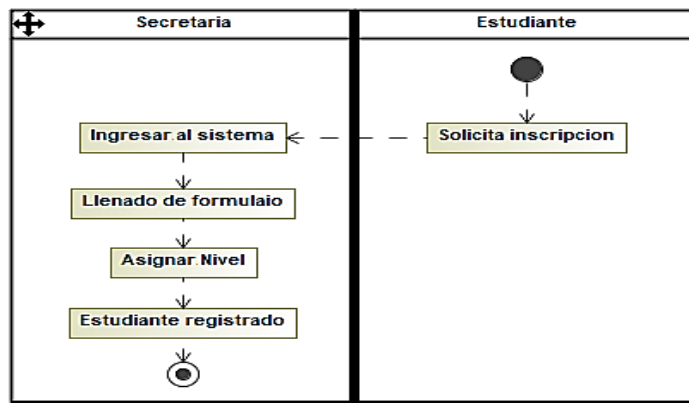 Secretaria
Estudiante
Solicita inscripcion
Ingresar al sistema
Llenado de formulaio
Asignar Nivel
Estudiante registrado